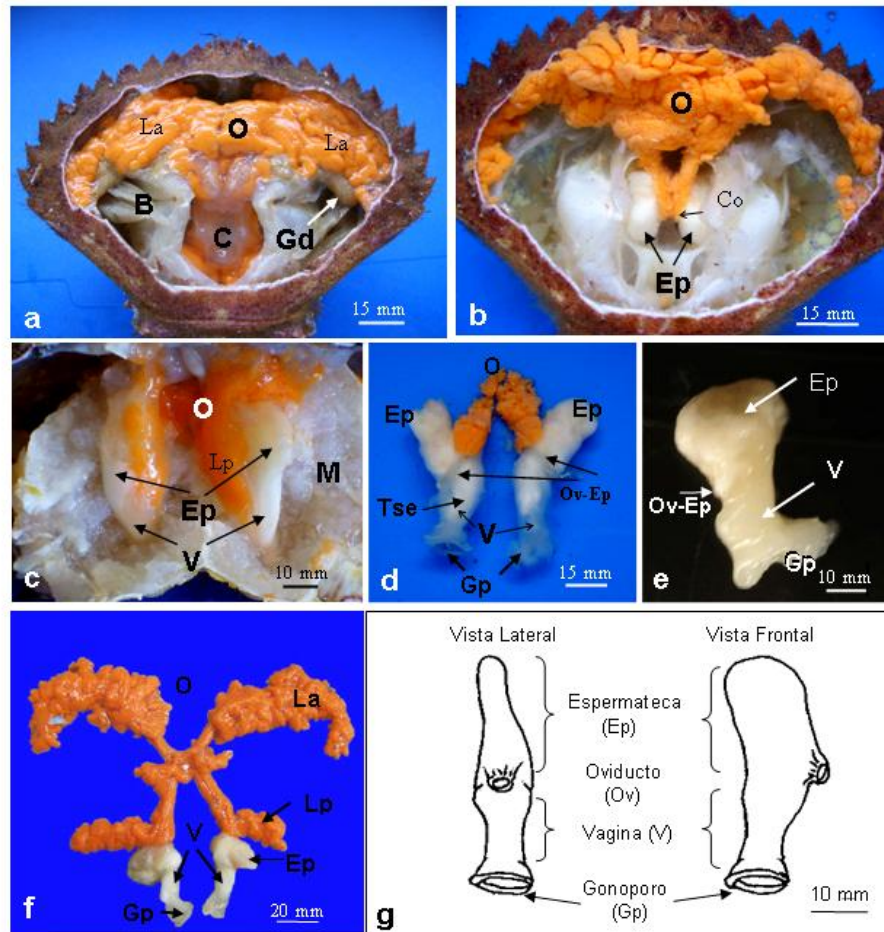 La
O
La
B
C
Gd
a
15 mm
O
Co
Ep
b
15 mm
O
Lp
Ep
M
V
c
10 mm
O
Ep
Ep
Ov-Ep
Tse
V
d
Gp
15 mm
Ep
V
Ov-Ep
Gp
e
10 mm
O
La
Lp
V
Ep
Gp
f
20 mm
Vista Lateral
Vista Frontal
Espermateca
(Ep)
Oviducto
(Ov)
Vagina (V)
Gonoporo
(Gp)
g
10 mm